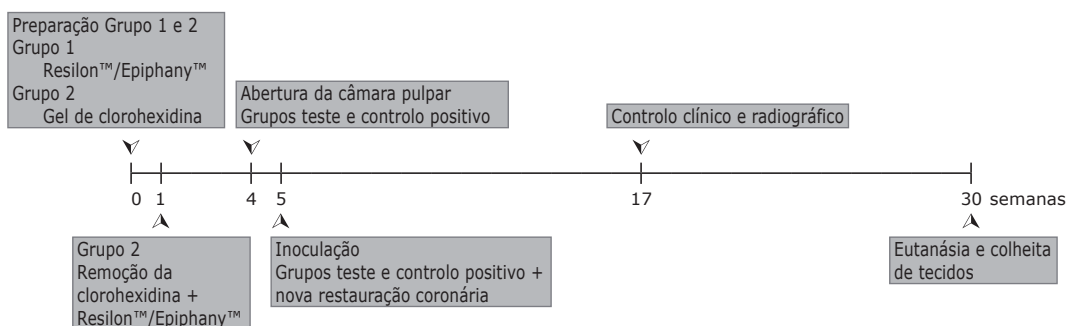 Preparação Grupo 1 e 2
Grupo 1
Resilon™/Epiphany™
Grupo 2
Gel de clorohexidina
Abertura da câmara pulpar
Grupos teste e controlo positivo
Controlo clínico e radiográfico
0 1 4 5 17 30 semanas
Grupo 2
Remoção da
clorohexidina +
Resilon™/Epiphany™
Inoculação
Grupos teste e controlo positivo +
nova restauração coronária
Eutanásia e colheita
de tecidos